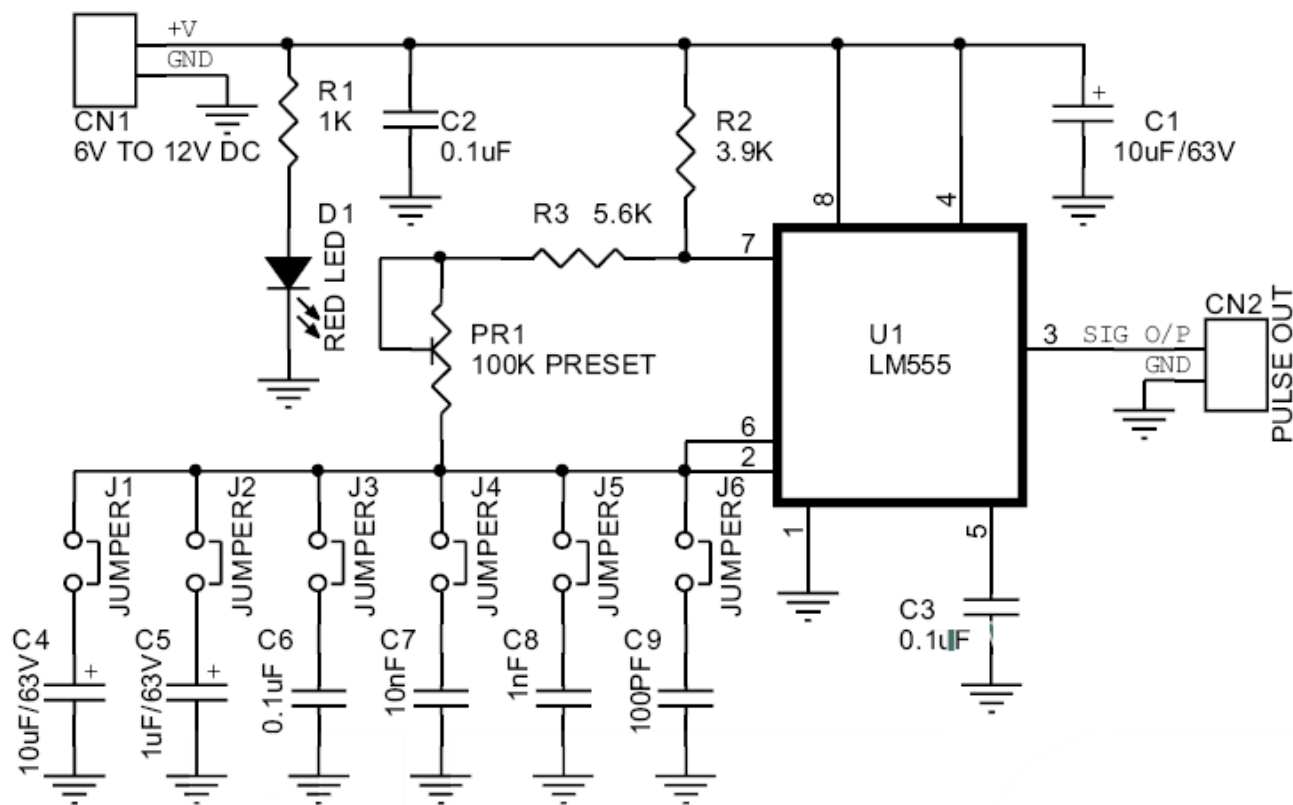 +V
GND
CN1
6V TO 12V DC
R1
1K
C2
0.1uF
R2
3.9K
C1
+
10uF/63V
D1
RED LED
R3 5.6K
PR1
100K PRESET
8
4
7
6
2
1
5
3
U1
LM555
SIG O/P
GND
CN2
PULSE OUT
J1
JUMPER
J2
JUMPER
J3
JUMPER
J4
JUMPER
J5
JUMPER
J6
JUMPER
C4
10uF/63V
+
C5
1uF/63V
+
C6
0.1uF
C7
10nF
C8
1nF
C9
100PF
C3
0.1uF